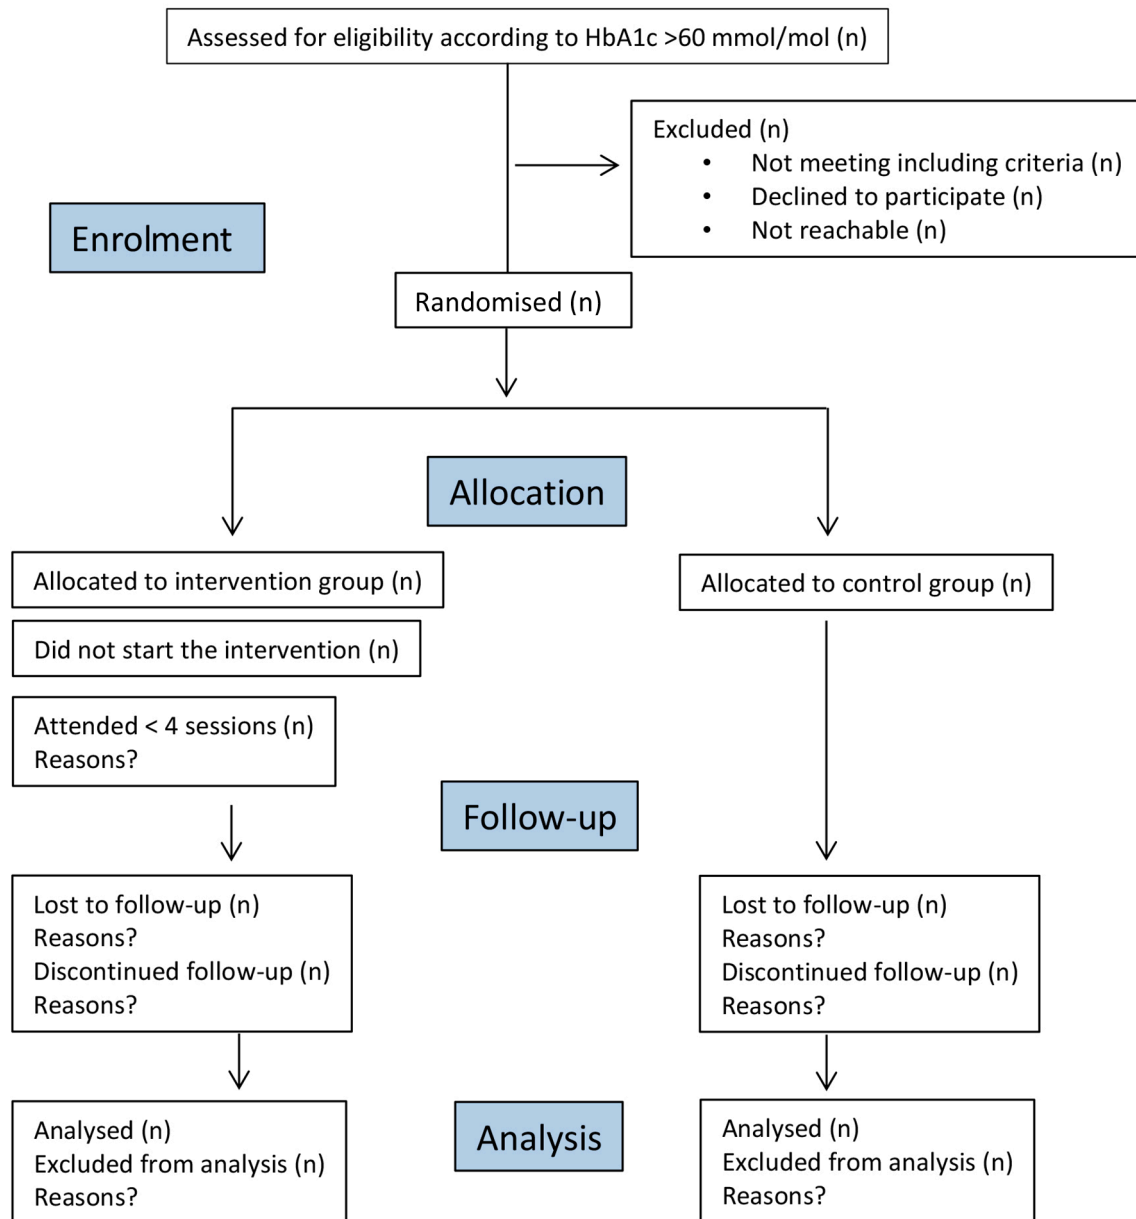 Assessed for eligibility according to HbA1c >60 mmol/mol (n)
Excluded (n)
• Not meeting including criteria (n)
• Declined to participate (n)
• Not reachable (n)
Enrolment
Randomised (n)
Allocation
Allocated to intervention group (n)
Allocated to control group (n)
Did not start the intervention (n)
Attended < 4 sessions (n)
Reasons?
Follow-up
Lost to follow-up (n)
Reasons?
Discontinued follow-up (n)
Reasons?
Lost to follow-up (n)
Reasons?
Discontinued follow-up (n)
Reasons?
Analysed (n)
Excluded from analysis (n)
Reasons?
Analysis
Analysed (n)
Excluded from analysis (n)
Reasons?